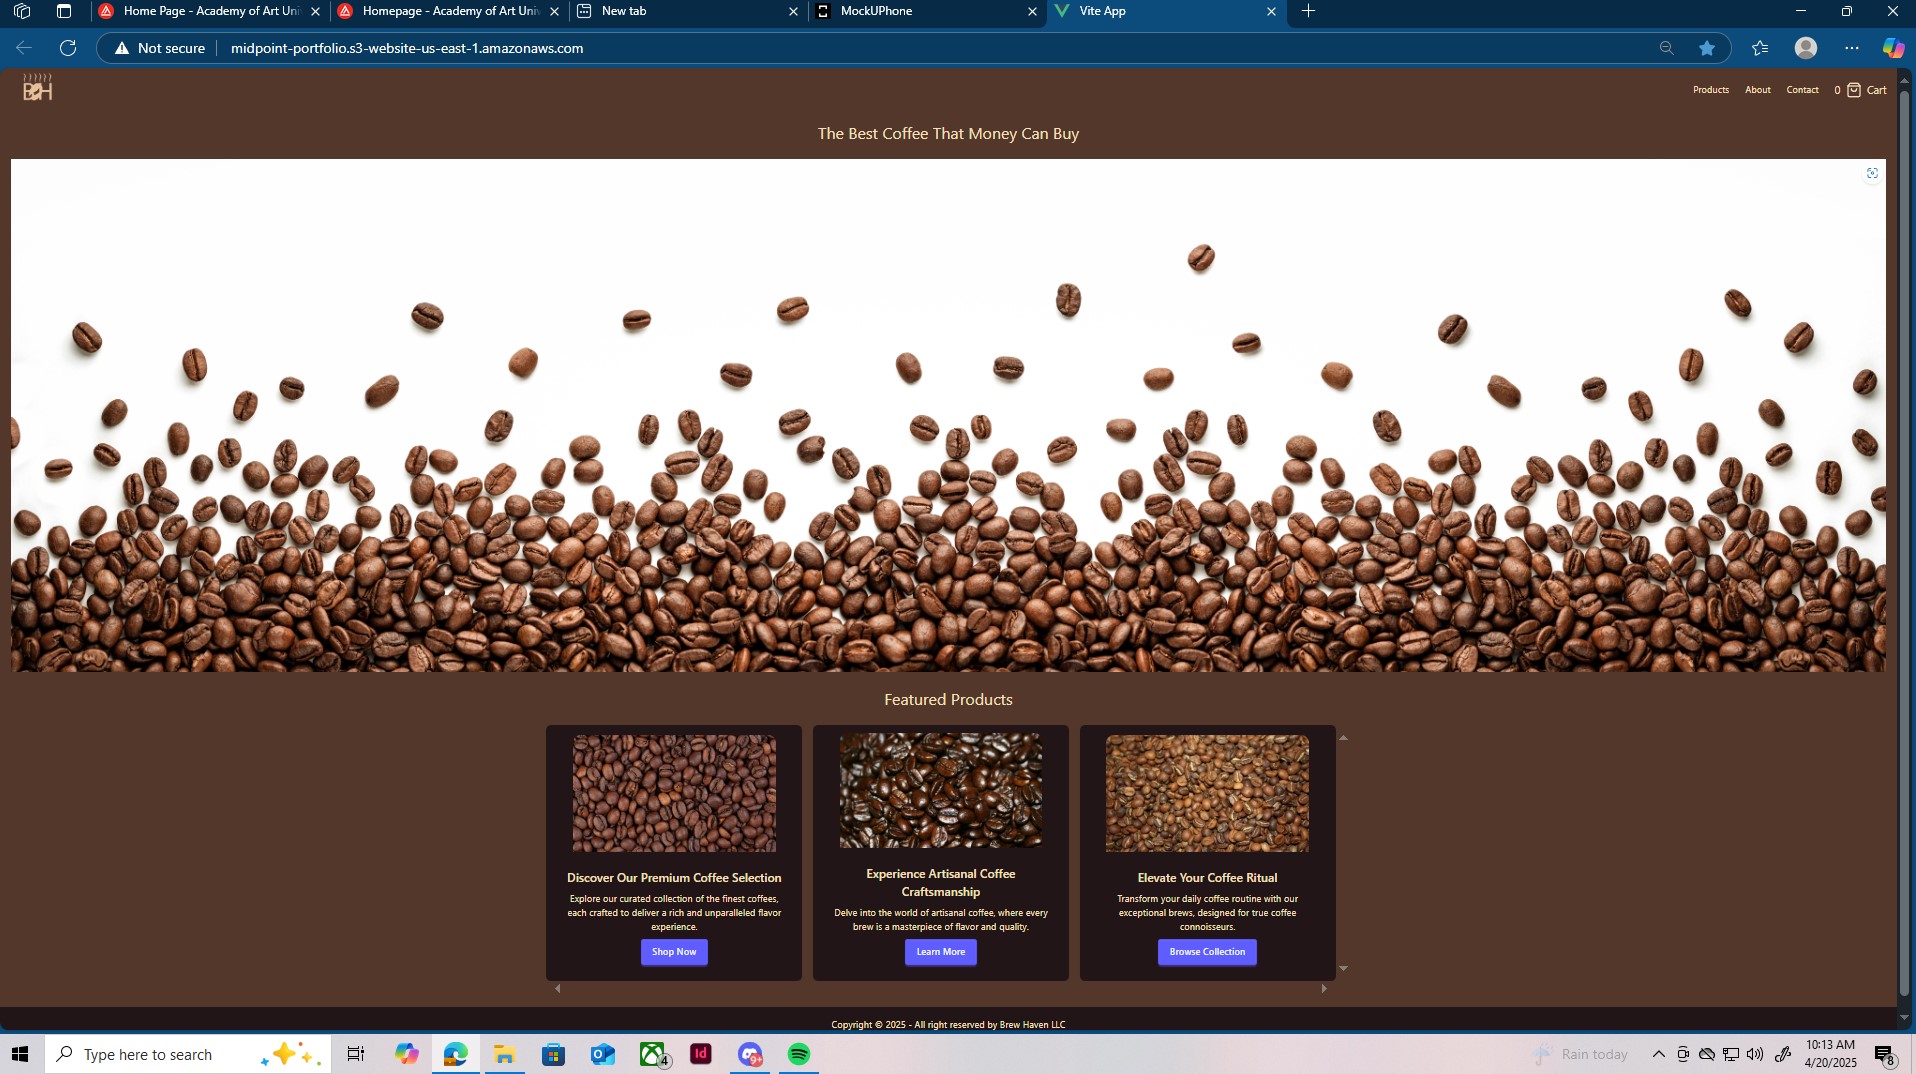 Home Page - Academy of Art Uni
Homepage - Academy of Art Univ
New tab
MockUPhone
Vite App
Not secure
midpoint-portfolio.s3-website-us-east-1.amazonaws.com
BH
Products
About
Contact
0
Cart
The Best Coffee That Money Can Buy
Featured Products
Discover Our Premium Coffee Selection
Explore our curated collection of the finest coffees,
each crafted to deliver a rich and unparalleled flavor
experience.
Shop Now
Experience Artisanal Coffee
Craftsmanship
Delve into the world of artisanal coffee, where every
brew is a masterpiece of flavor and quality.
Learn More
Elevate Your Coffee Ritual
Transform your daily coffee routine with our
exceptional brews, designed for true coffee
connoisseurs.
Browse Collection
Copyright © 2025 - All right reserved by Brew Haven LLC
Type here to search
4
Id
9+
Rain today
10:13 AM
4/20/2025
8